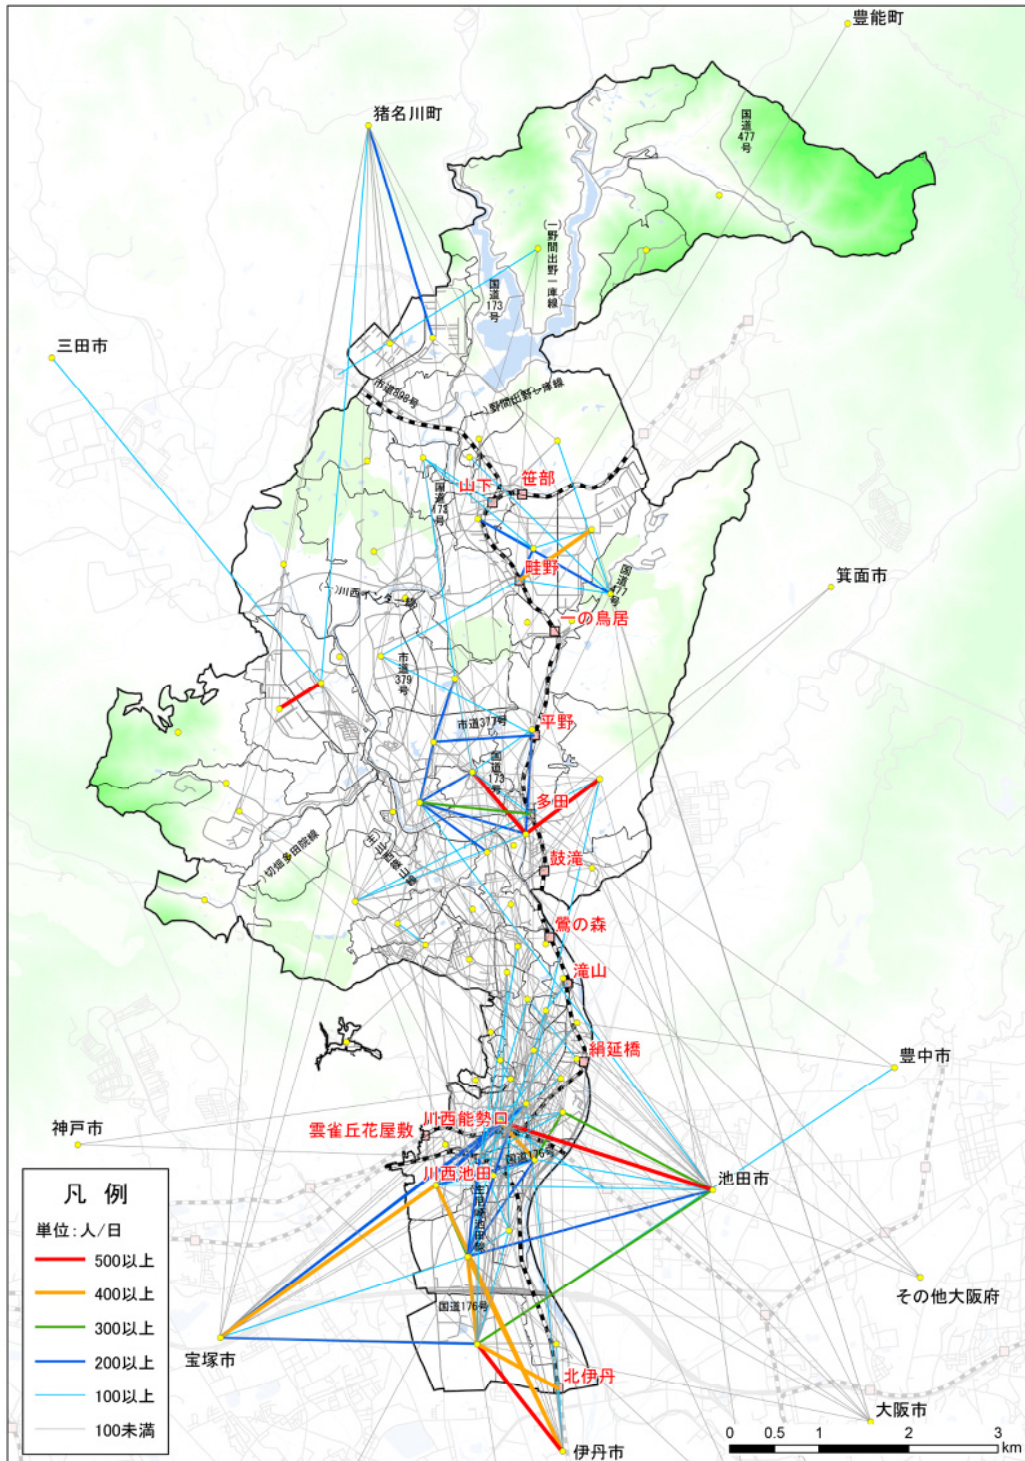 豊能町
猪名川町
国道477号
(一)野間出野一庫線
国道173号
三田市
市道898号
(一)野間出野一庫線
笹部
山下
国道173号
畦野
国道477号
箕面市
(一)川西インター線
一の鳥居
市道379号
市道377号
平野
国道173号
多田
切畑多田院線
鼓滝
鶯の森
滝山
絹延橋
豊中市
神戸市
雲雀丘花屋敷
川西能勢口
国道176号
川西池田
池田市
凡 例
単位:人/日
500以上
400以上
300以上
200以上
100以上
100未満
国道176号
その他大阪府
宝塚市
北伊丹
大阪市
伊丹市
0 0.5 1 2 3
km